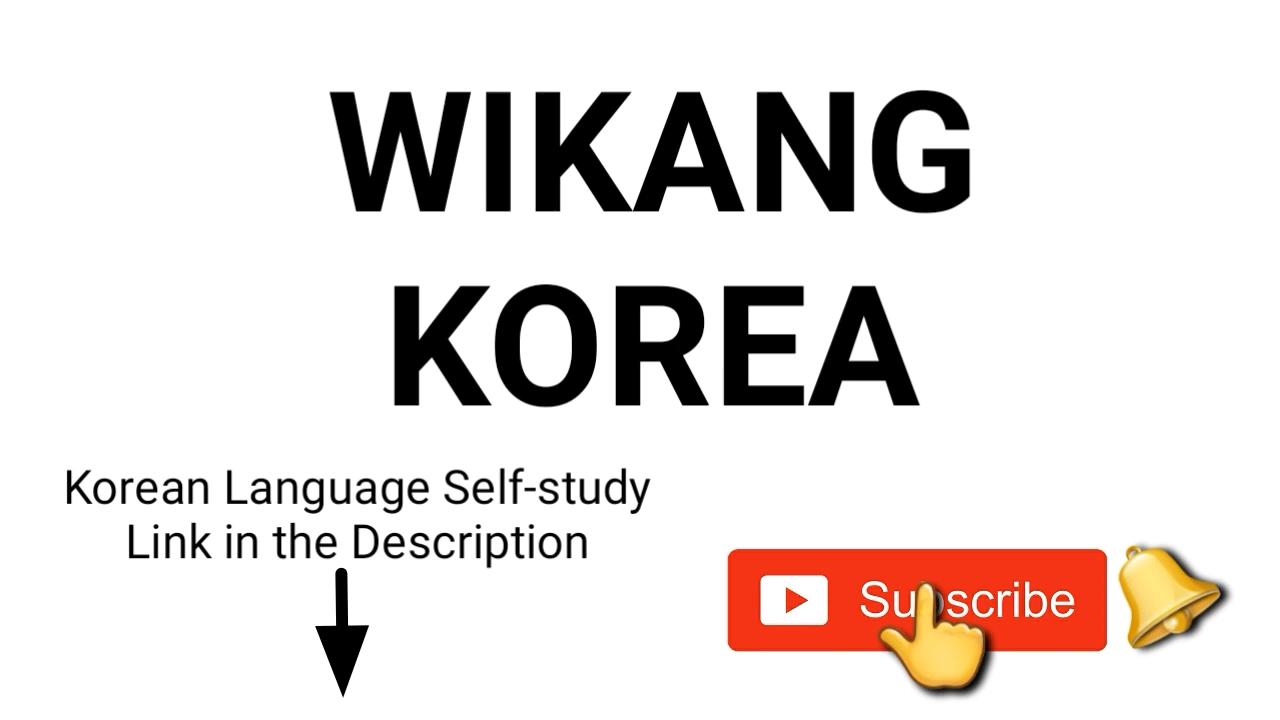 WIKANG
KOREA
Korean Language Self-study
Link in the Description
Subscribe